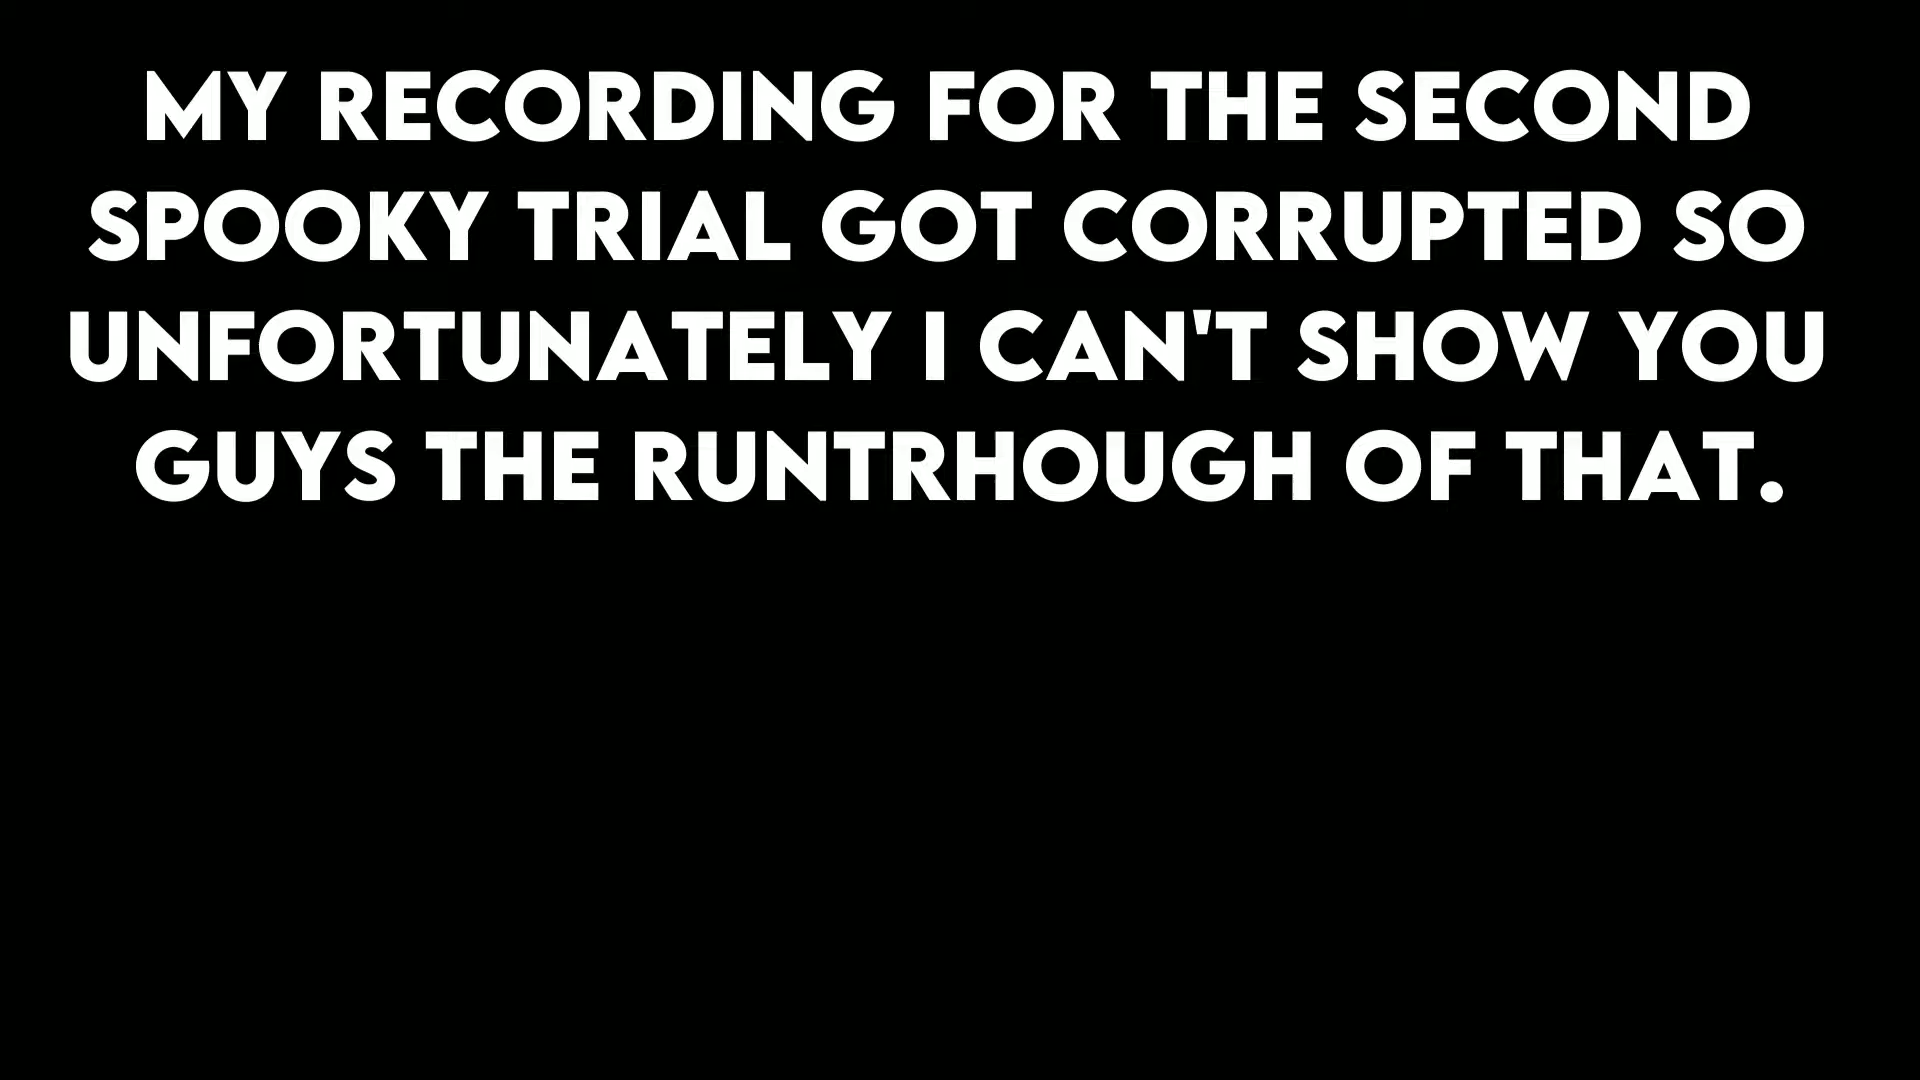 MY RECORDING FOR THE SECOND
SPOOKY TRIAL GOT CORRUPTED SO
UNFORTUNATELY I CAN'T SHOW YOU
GUYS THE RUNTRHOUGH OF THAT.